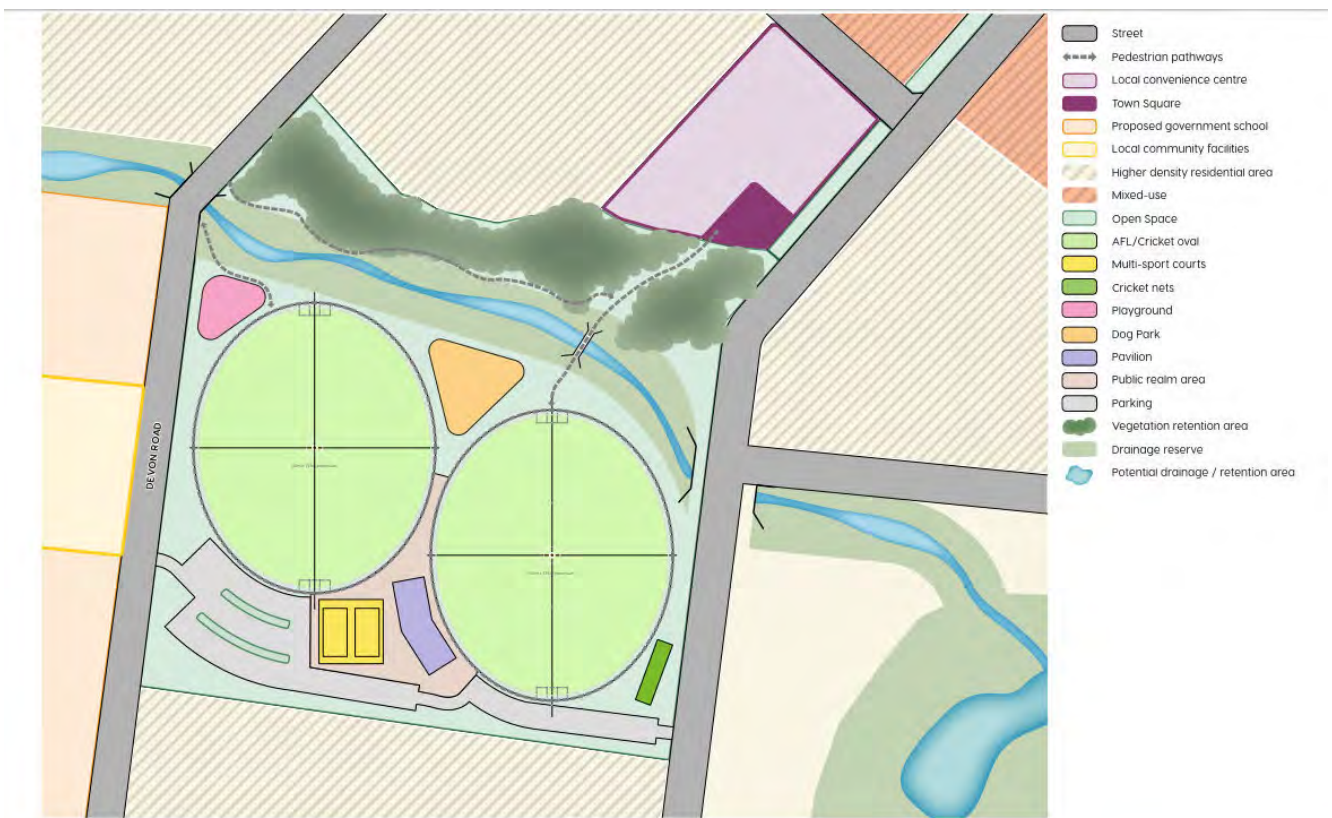 Street
Pedestrian pathways
Local convenience centre
Town Square
Proposed government school
Local community facilities
Higher density residential area
Mixed-use
Open Space
AFL/Cricket oval
Multi-sport courts
Cricket nets
Playground
Dog Park
Pavilion
Public realm area
Parking
Vegetation retention area
Drainage reserve
Potential drainage / retention area
DEVON ROAD